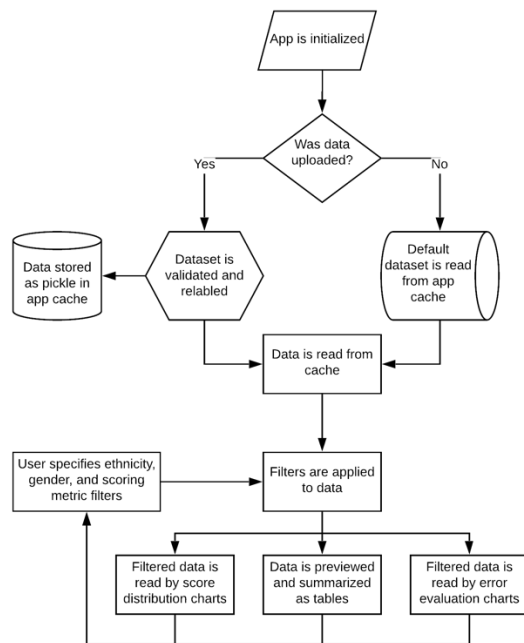 App is initialized
Was data
uploaded?
Yes
No
Data stored
as pickle in
app cache
Dataset is
validated and
relabled
Default
dataset is read
from app
cache
Data is read from
cache
User specifies ethnicity,
gender, and scoring
metric filters
Filters are applied
to data
Filtered data is
read by score
distribution charts
Data is previewed
and summarized
as tables
Filtered data is
read by error
evaluation charts